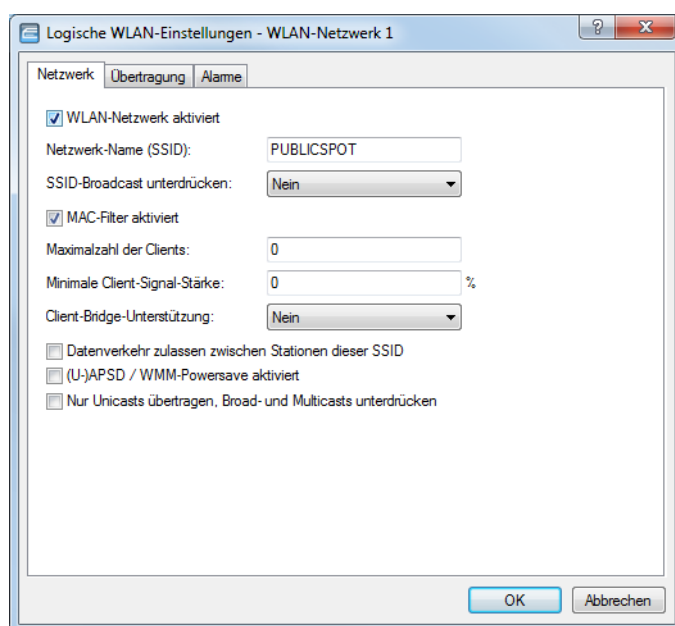 Logische WLAN-Einstellungen - WLAN-Netzwerk 1
Netzwerk Übertragung Alarme
WLAN-Netzwerk aktiviert
Netzwerk-Name (SSID): PUBLICSPOT
SSID-Broadcast unterdrücken: Nein
MAC-Filter aktiviert
Maximalzahl der Clients: 0
Minimale Client-Signal-Stärke: 0 %
Client-Bridge-Unterstützung: Nein
Datenverkehr zulassen zwischen Stationen dieser SSID
(U-)APSD / WMM-Powersave aktiviert
Nur Unicasts übertragen, Broad- und Multicasts unterdrücken
OK Abbrechen